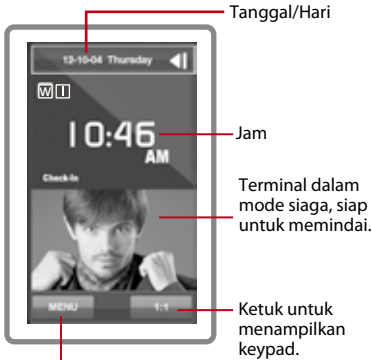 Tanggal/Hari
12-10-04 Thursday
W I
10:46
Jam
AM
Check-In
Terminal dalam
mode siaga, siap
untuk memindai.
MENU
1:1
Ketuk untuk
menampilkan
keypad.